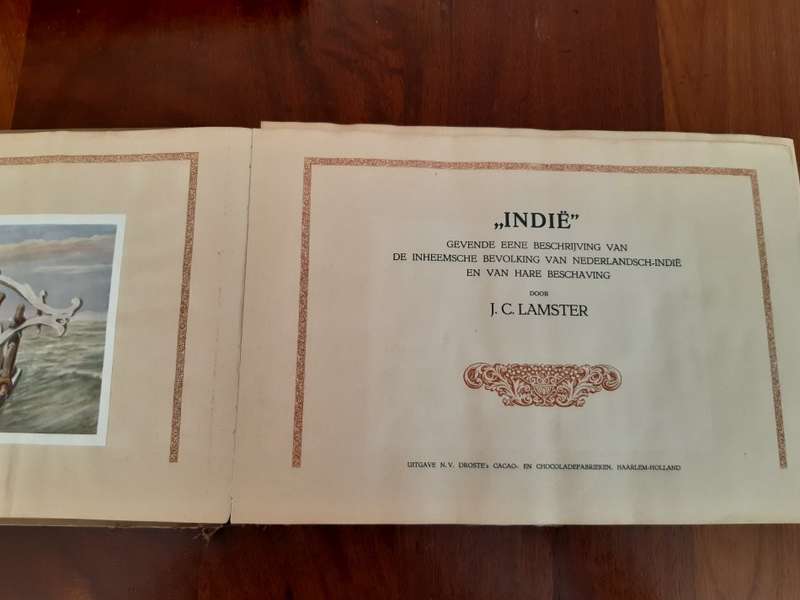 „INDIË”
GEVENDE EENE BESCHRIJVING VAN
DE INHEEMSCHE BEVOLKING VAN NEDERLANDSCH-INDIË
EN VAN HARE BESCHAVING
DOOR
J. C. LAMSTER
UITGAVE N.V. DROSTE's CACAO- EN CHOCOLADEFABRIEKEN, HAARLEM-HOLLAND